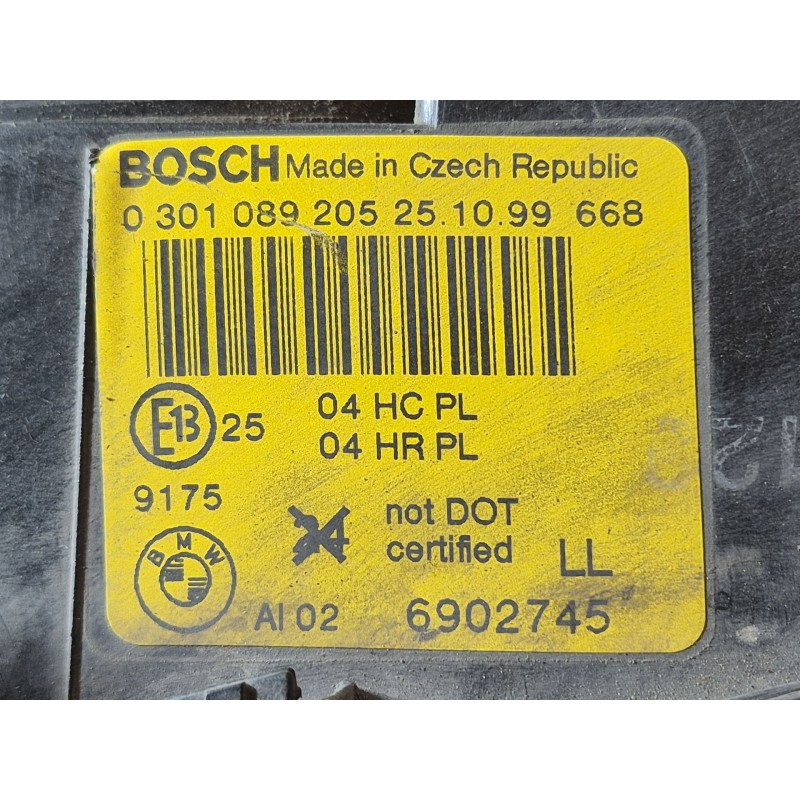 BOSCH Made in Czech Republic
0 301 089 205 25.10.99 668
E13 25 04 HC PL
04 HR PL
9175
not DOT
certified LL
BMW
AI 02 6902745